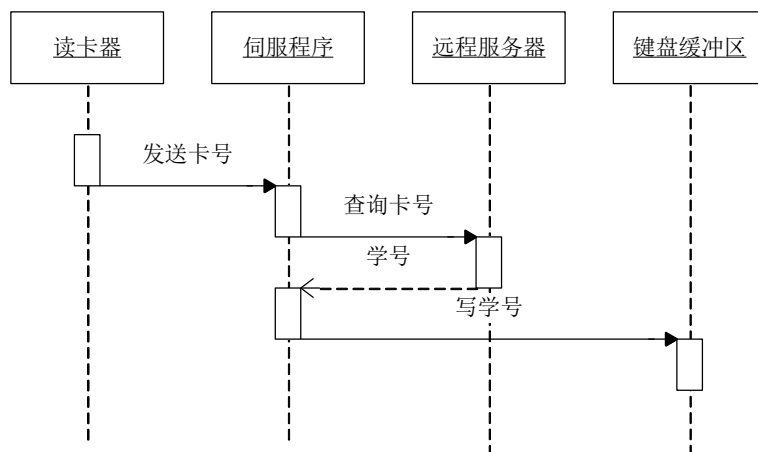 读卡器
伺服程序
远程服务器
键盘缓冲区
发送卡号
查询卡号
学号
写学号